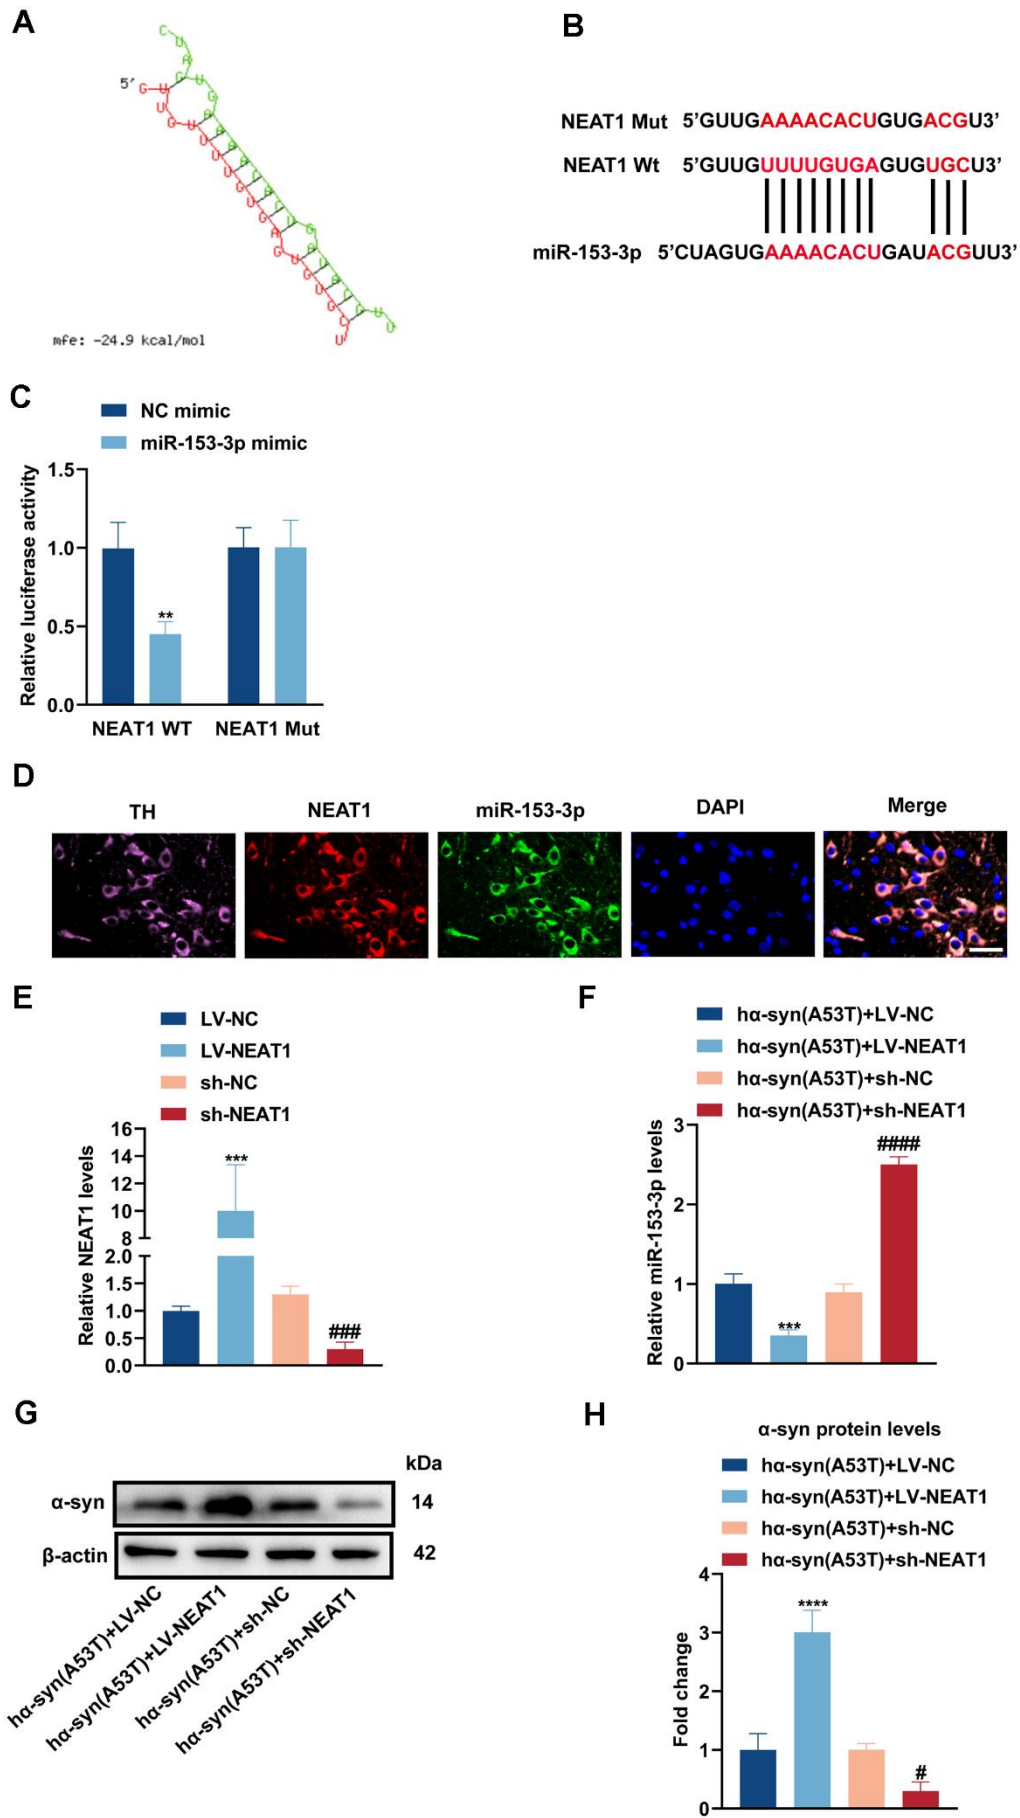 A
5'
mfe: -24.9 kcal/mol
B
NEAT1 Mut 5'GUUGAAAACACUGUGACGU3'
NEAT1 Wt 5'GUUGUUUUGUGAGUGUGCU3'
miR-153-3p 5'CUAGUGAAAACACUGAUACGUU3'
C
NC mimic
miR-153-3p mimic
Relative luciferase activity
1.5
1.0
0.5
0.0
**
NEAT1 WT NEAT1 Mut
D
TH NEAT1 miR-153-3p DAPI Merge
E
LV-NC
LV-NEAT1
sh-NC
sh-NEAT1
Relative NEAT1 levels
16
14
12
10
8
2.0
1.5
1.0
0.5
0.0
***
###
F
hα-syn(A53T)+LV-NC
hα-syn(A53T)+LV-NEAT1
hα-syn(A53T)+sh-NC
hα-syn(A53T)+sh-NEAT1
Relative miR-153-3p levels
3
2
1
0
***
####
G
kDa
α-syn 14
β-actin 42
hα-syn(A53T)+LV-NC
hα-syn(A53T)+LV-NEAT1
hα-syn(A53T)+sh-NC
hα-syn(A53T)+sh-NEAT1
H
α-syn protein levels
hα-syn(A53T)+LV-NC
hα-syn(A53T)+LV-NEAT1
hα-syn(A53T)+sh-NC
hα-syn(A53T)+sh-NEAT1
Fold change
4
3
2
1
0
****
#